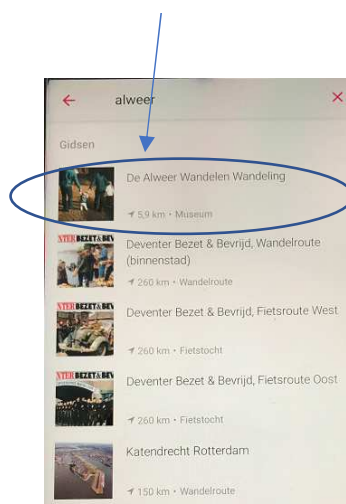 alweer
Gidsen
De Alweer Wandelen Wandeling
5,9 km • Museum
Deventer Bezet & Bevrijd, Wandelroute
(binnenstad)
260 km • Wandelroute
Deventer Bezet & Bevrijd, Fietsroute West
260 km • Fietstocht
Deventer Bezet & Bevrijd, Fietsroute Oost
260 km • Fietstocht
Katendrecht Rotterdam
150 km • Wandelroute